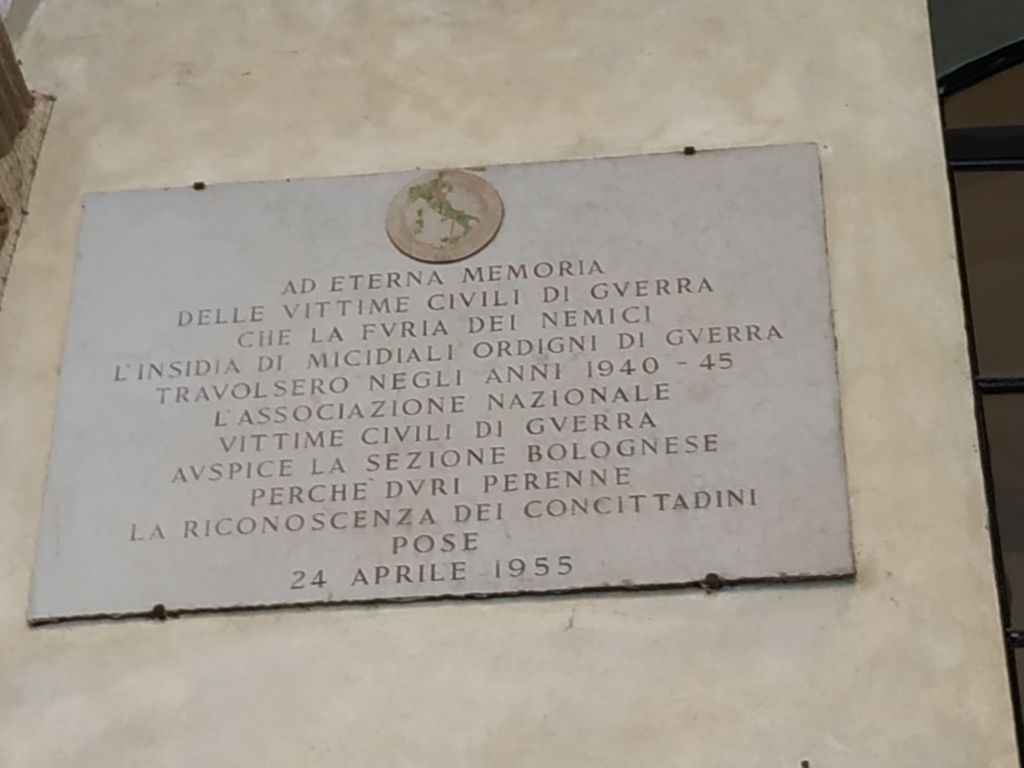 AD ETERNA MEMORIA
DELLE VITTIME CIVILI DI GVERRA
CHE LA FVRIA DEI NEMICI
L'INSIDIA DI MICIDIALI ORDIGNI DI GVERRA
TRAVOLSERO NEGLI ANNI 1940 - 45
L'ASSOCIAZIONE NAZIONALE
VITTIME CIVILI DI GVERRA
AVSPICE LA SEZIONE BOLOGNESE
PERCHE` DVRI PERENNE
LA RICONOSCENZA DEI CONCITTADINI
POSE
24 APRILE 1955